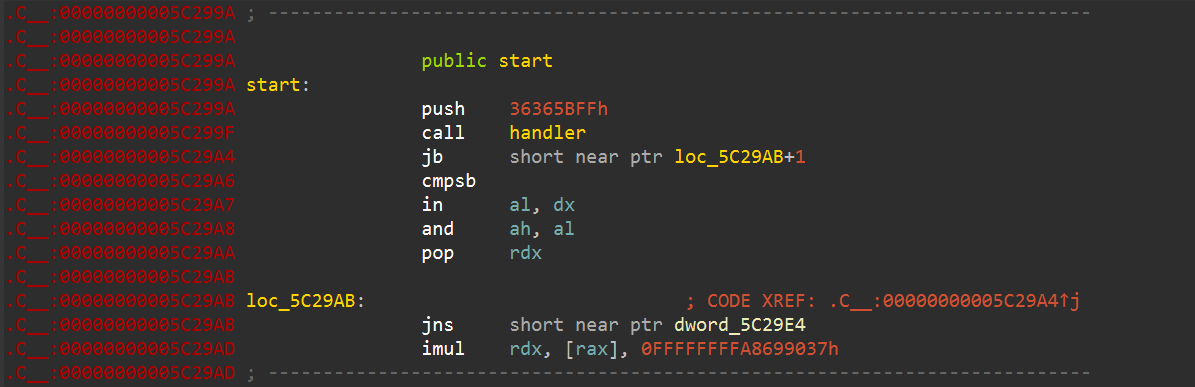 .C__:00000000005C299A ; ---------------------------------------------------------------------------
.C__:00000000005C299A
.C__:00000000005C299A public start
.C__:00000000005C299A start:
.C__:00000000005C299A push 36365BFFh
.C__:00000000005C299F call handler
.C__:00000000005C29A4 jb short near ptr loc_5C29AB+1
.C__:00000000005C29A6 cmpsb
.C__:00000000005C29A7 in al, dx
.C__:00000000005C29A8 and ah, al
.C__:00000000005C29AA pop rdx
.C__:00000000005C29AB
.C__:00000000005C29AB loc_5C29AB: ; CODE XREF: .C__:00000000005C29A4↑j
.C__:00000000005C29AB jns short near ptr dword_5C29E4
.C__:00000000005C29AD imul rdx, [rax], 0FFFFFFFFA8699037h
.C__:00000000005C29AD ; ---------------------------------------------------------------------------